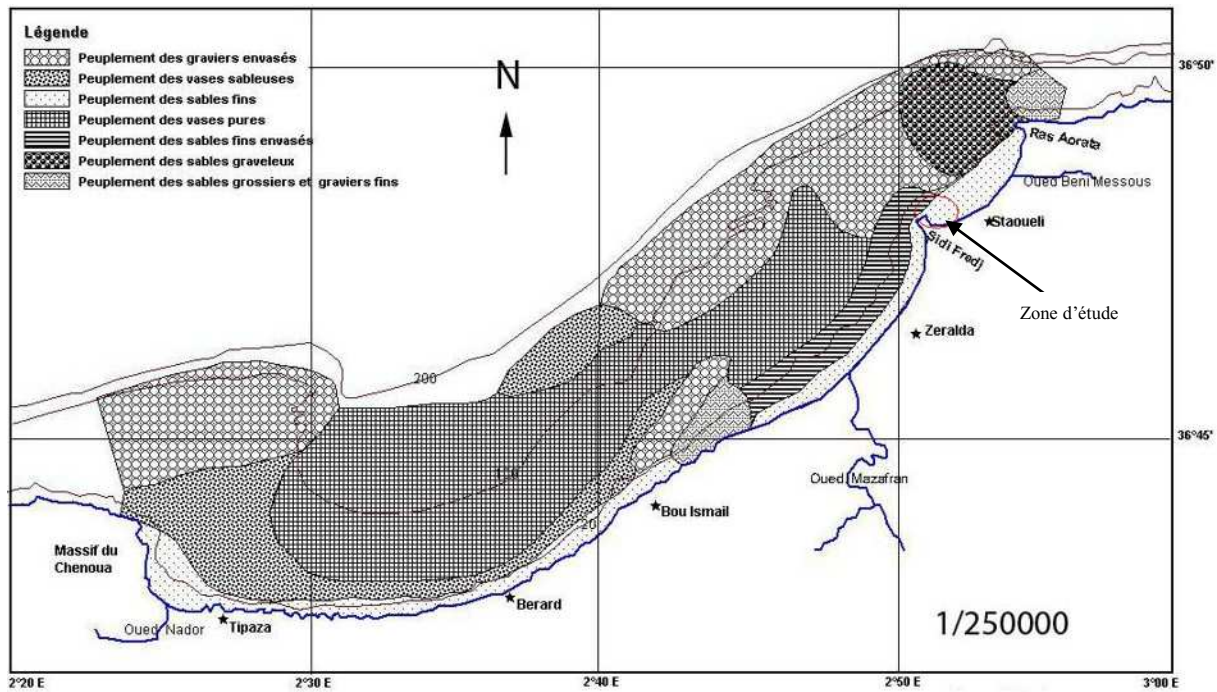 Légende
Peuplement des graviers envasés
Peuplement des vases sableuses
Peuplement des sables fins
Peuplement des vases pures
Peuplement des sables fins envasés
Peuplement des sables graveleux
Peuplement des sables grossiers et graviers fins
N
36°50'
Ras Aorata
Oued Beni Messous
Staoueli
Sidi Fredj
Zone d'étude
Zeralda
200
36°45'
150
Oued Mazafran
Bou Ismail
20
Massif du
Chenoua
Berard
Oued Nador
Tipaza
1/250000
2°20 E
2°30 E
2°40 E
2°50 E
3°00 E